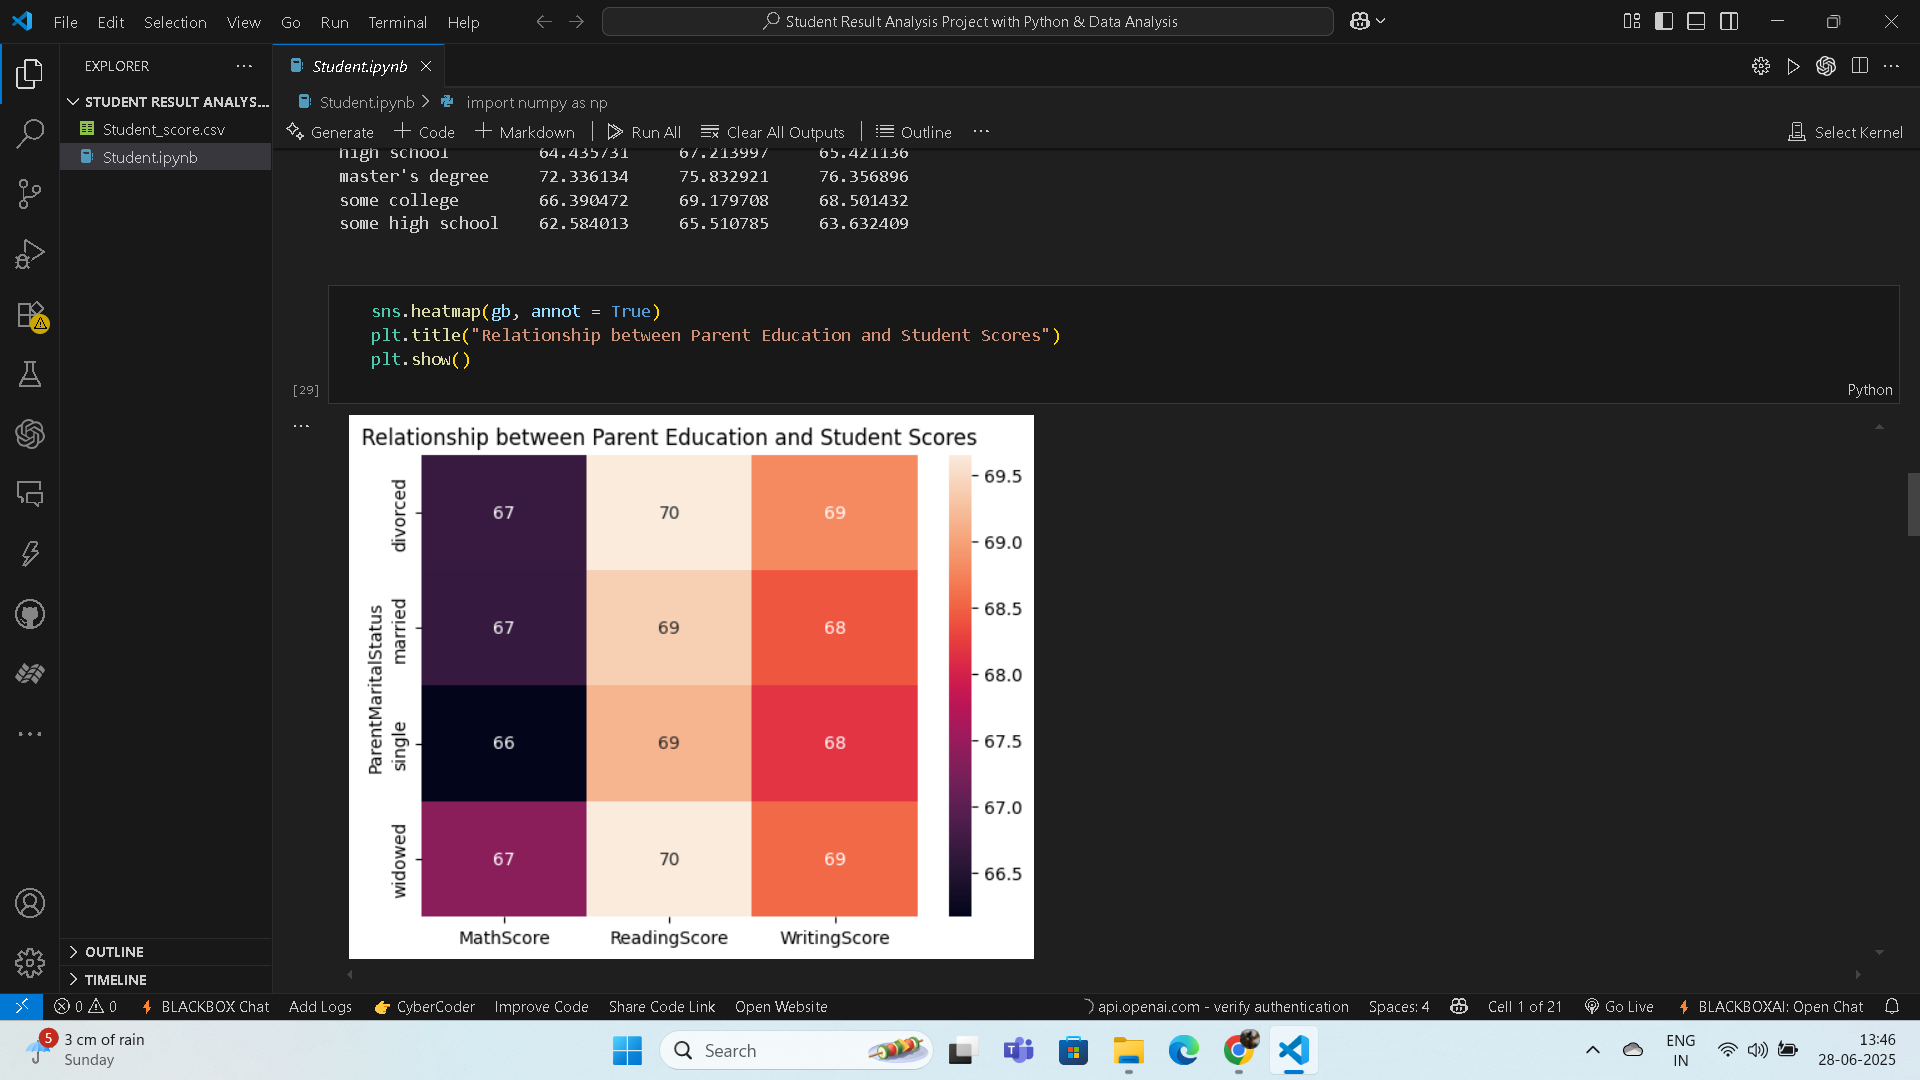 File Edit Selection View Go Run Terminal Help
Student Result Analysis Project with Python & Data Analysis
EXPLORER
STUDENT RESULT ANALYS...
Student_score.csv
Student.ipynb
OUTLINE
TIMELINE
Student.ipynb
Student.ipynb > import numpy as np
Generate + Code + Markdown Run All Clear All Outputs Outline ... Select Kernel
high school 64.435731 67.213997 65.421136
master's degree 72.336134 75.832921 76.356896
some college 66.390472 69.179708 68.501432
some high school 62.584013 65.510785 63.632409
sns.heatmap(gb, annot = True)
plt.title("Relationship between Parent Education and Student Scores")
plt.show()
[29]
Python
Relationship between Parent Education and Student Scores
ParentMaritalStatus
divorced 67 70 69
married 67 69 68
single 66 69 68
widowed 67 70 69
MathScore ReadingScore WritingScore
69.5
69.0
68.5
68.0
67.5
67.0
66.5
0 0 BLACKBOX Chat Add Logs CyberCoder Improve Code Share Code Link Open Website api.openai.com - verify authentication Spaces: 4 Cell 1 of 21 Go Live BLACKBOXAI: Open Chat
5
3 cm of rain
Sunday
Search
ENG
IN
13:46
28-06-2025